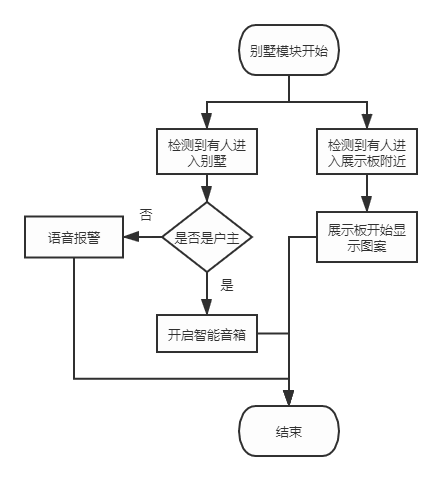 别墅模块开始
检测到有人进
入别墅
检测到有人进
入展示板附近
否
语音报警
是否是户主
展示板开始显
示图案
是
开启智能音箱
结束